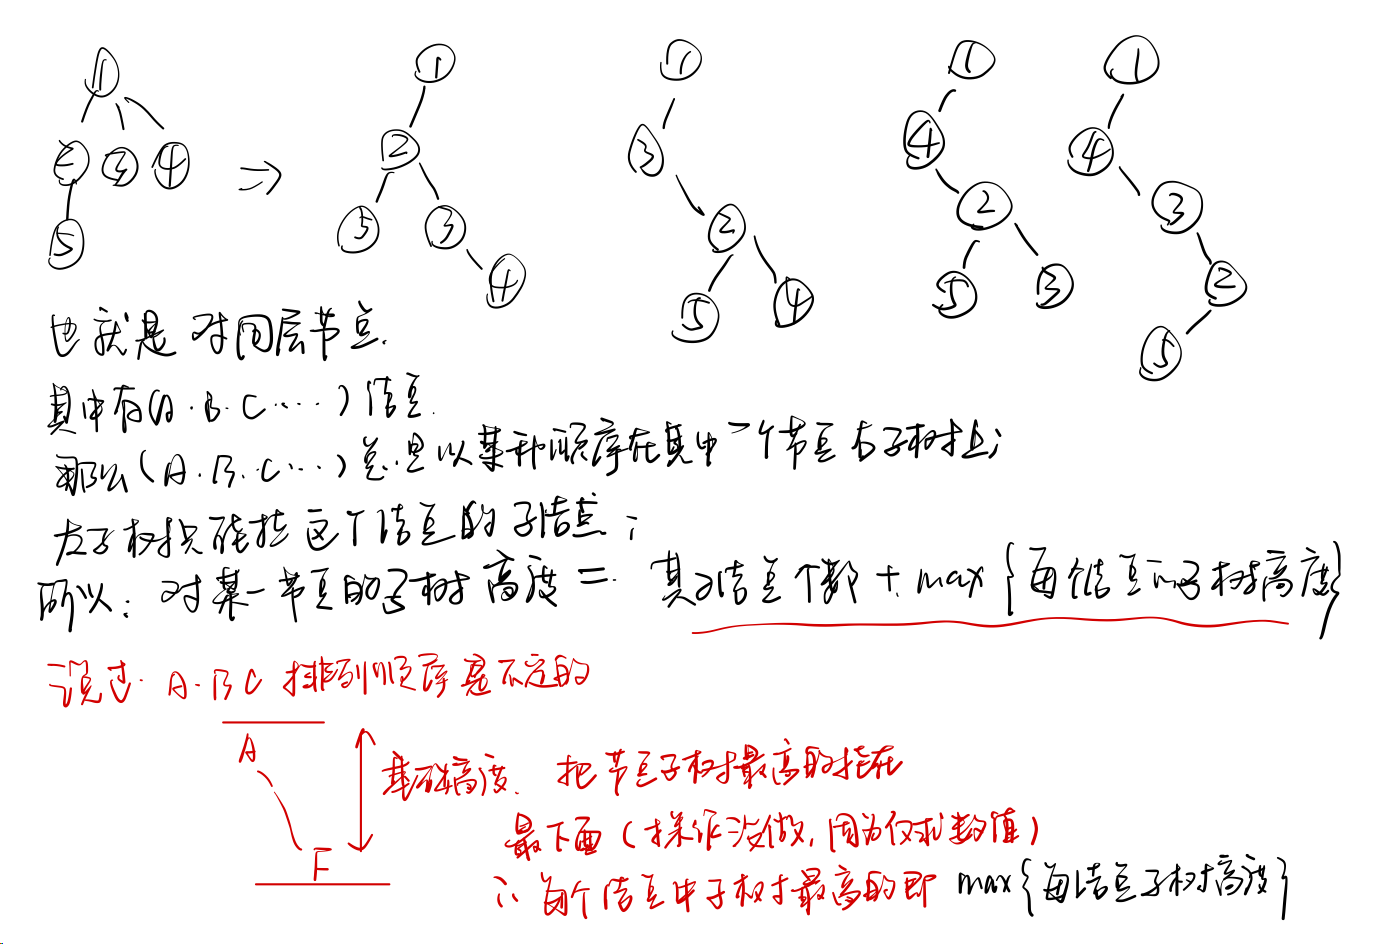 1 1 1 1 1
2 3 4 ⇒ 2 3 4 4
5 5 3 2 2 3
4 5 4 5 3 2
5
也就是 对同层节点.
其中有(A.B.C....)结点.
那么(A.B.C...)总是以某种顺序在其中一个节点右子树上;
左子树只能挂这个结点的子结点;
所以: 对某一节点的子树高度 = 其子结点个数 + max{每个结点的子树高度}
说过. A.B.C 排列顺序是不定的
A
基础高度. 把节点子树最高的挂在
最下面(操作没做, 因为仅求数值)
F
∴ 每个结点中子树最高的即 max{每结点子树高度}